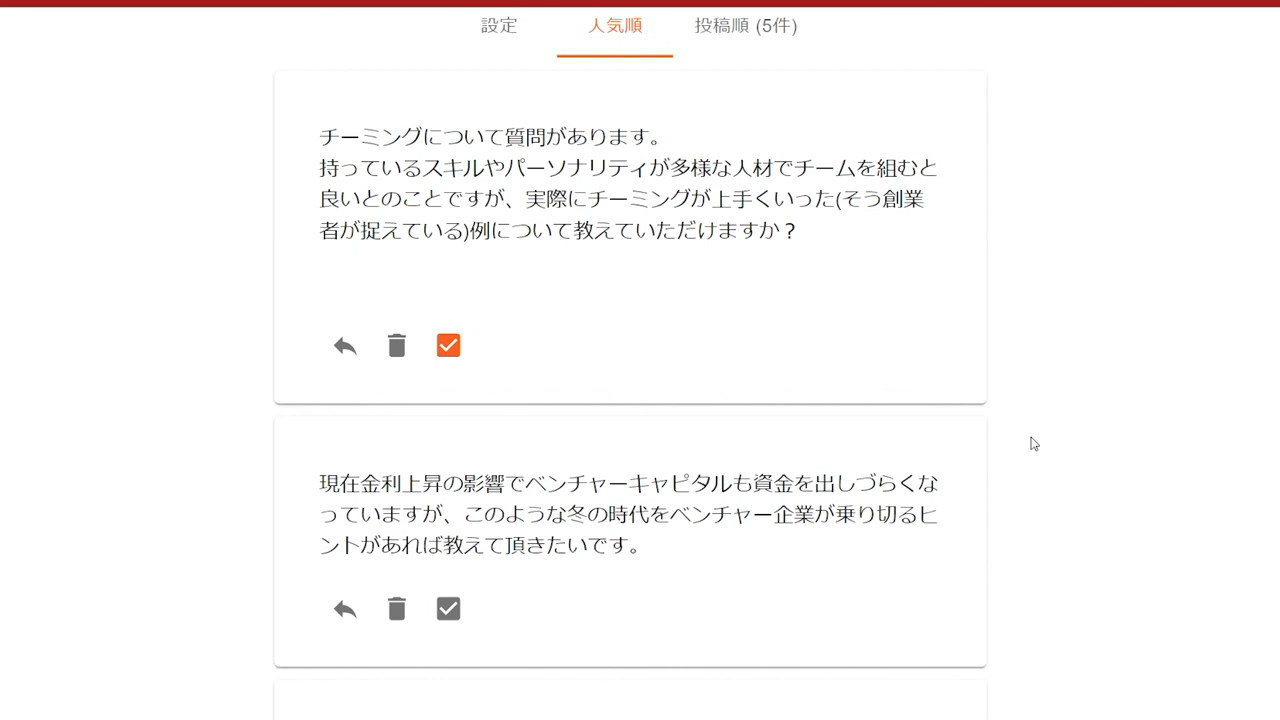 設定 人気順 投稿順 (5件)
チーミングについて質問があります。
持っているスキルやパーソナリティが多様な人材でチームを組むと
良いとのことですが、実際にチーミングが上手くいった(そう創業
者が捉えている)例について教えていただけますか？
現在金利上昇の影響でベンチャーキャピタルも資金を出しづらくな
っていますが、このような冬の時代をベンチャー企業が乗り切るヒ
ントがあれば教えて頂きたいです。